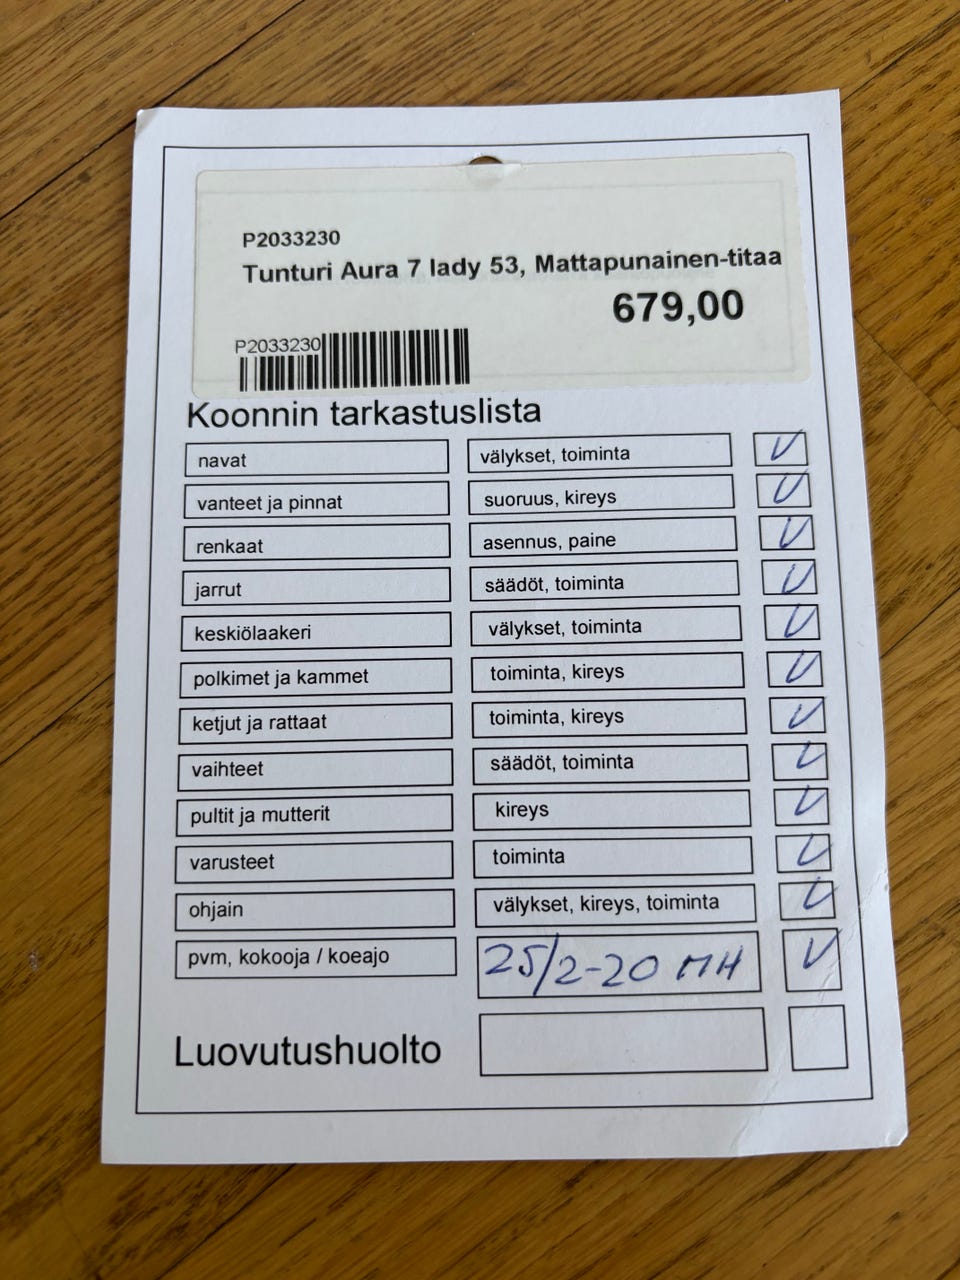 P2033230
Tunturi Aura 7 lady 53, Mattapunainen-titaa
679,00
P2033230
Koonnin tarkastuslista
navat välykset, toiminta V
vanteet ja pinnat suoruus, kireys V
renkaat asennus, paine V
jarrut säädöt, toiminta V
keskiölaakeri välykset, toiminta V
polkimet ja kammet toiminta, kireys V
ketjut ja rattaat toiminta, kireys V
vaihteet säädöt, toiminta V
pultit ja mutterit kireys V
varusteet toiminta V
ohjain välykset, kireys, toiminta V
pvm, kokooja / koeajo 25/2-20 MH V
Luovutushuolto